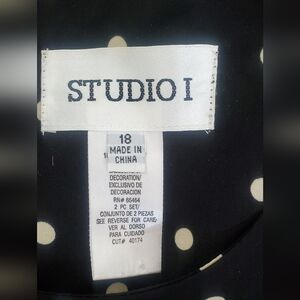 STUDIO I
18
MADE IN
CHINA
DECORATION/
EXCLUSIVO DE
DECORACION
RN# 65464
2 PC SET/
CONJUNTO DE 2 PIEZAS
SEE REVERSE FOR CARE/
VER AL DORSO
PARA CUIDADO
CUT# 40174